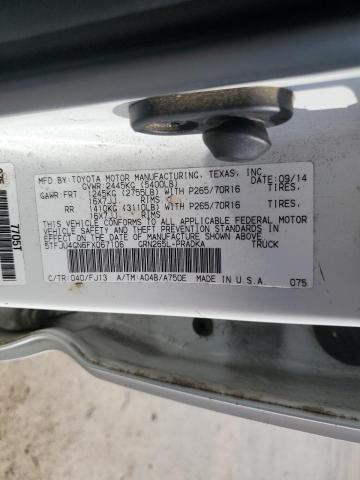 MFD BY: TOYOTA MOTOR MANUFACTURING, TEXAS, INC.
GVWR: 2445KG (5400LB) DATE: 09/14
GAWR: FRT 1245KG (2755LB) WITH P265/70R16 TIRES,
16X7JJ RIMS
RR 1410KG (3110LB) WITH P265/70R16 TIRES,
16X7JJ RIMS
THIS VEHICLE CONFORMS TO ALL APPLICABLE FEDERAL MOTOR
VEHICLE SAFETY AND THEFT PREVENTION STANDARDS IN
EFFECT ON THE DATE OF MANUFACTURE SHOWN ABOVE.
5TFJU4GN6FX067106 GRN265L-PRADKA TRUCK
C/TR: 040/FJ13 A/TM: A04B/A750E MADE IN U.S.A 075
7705T